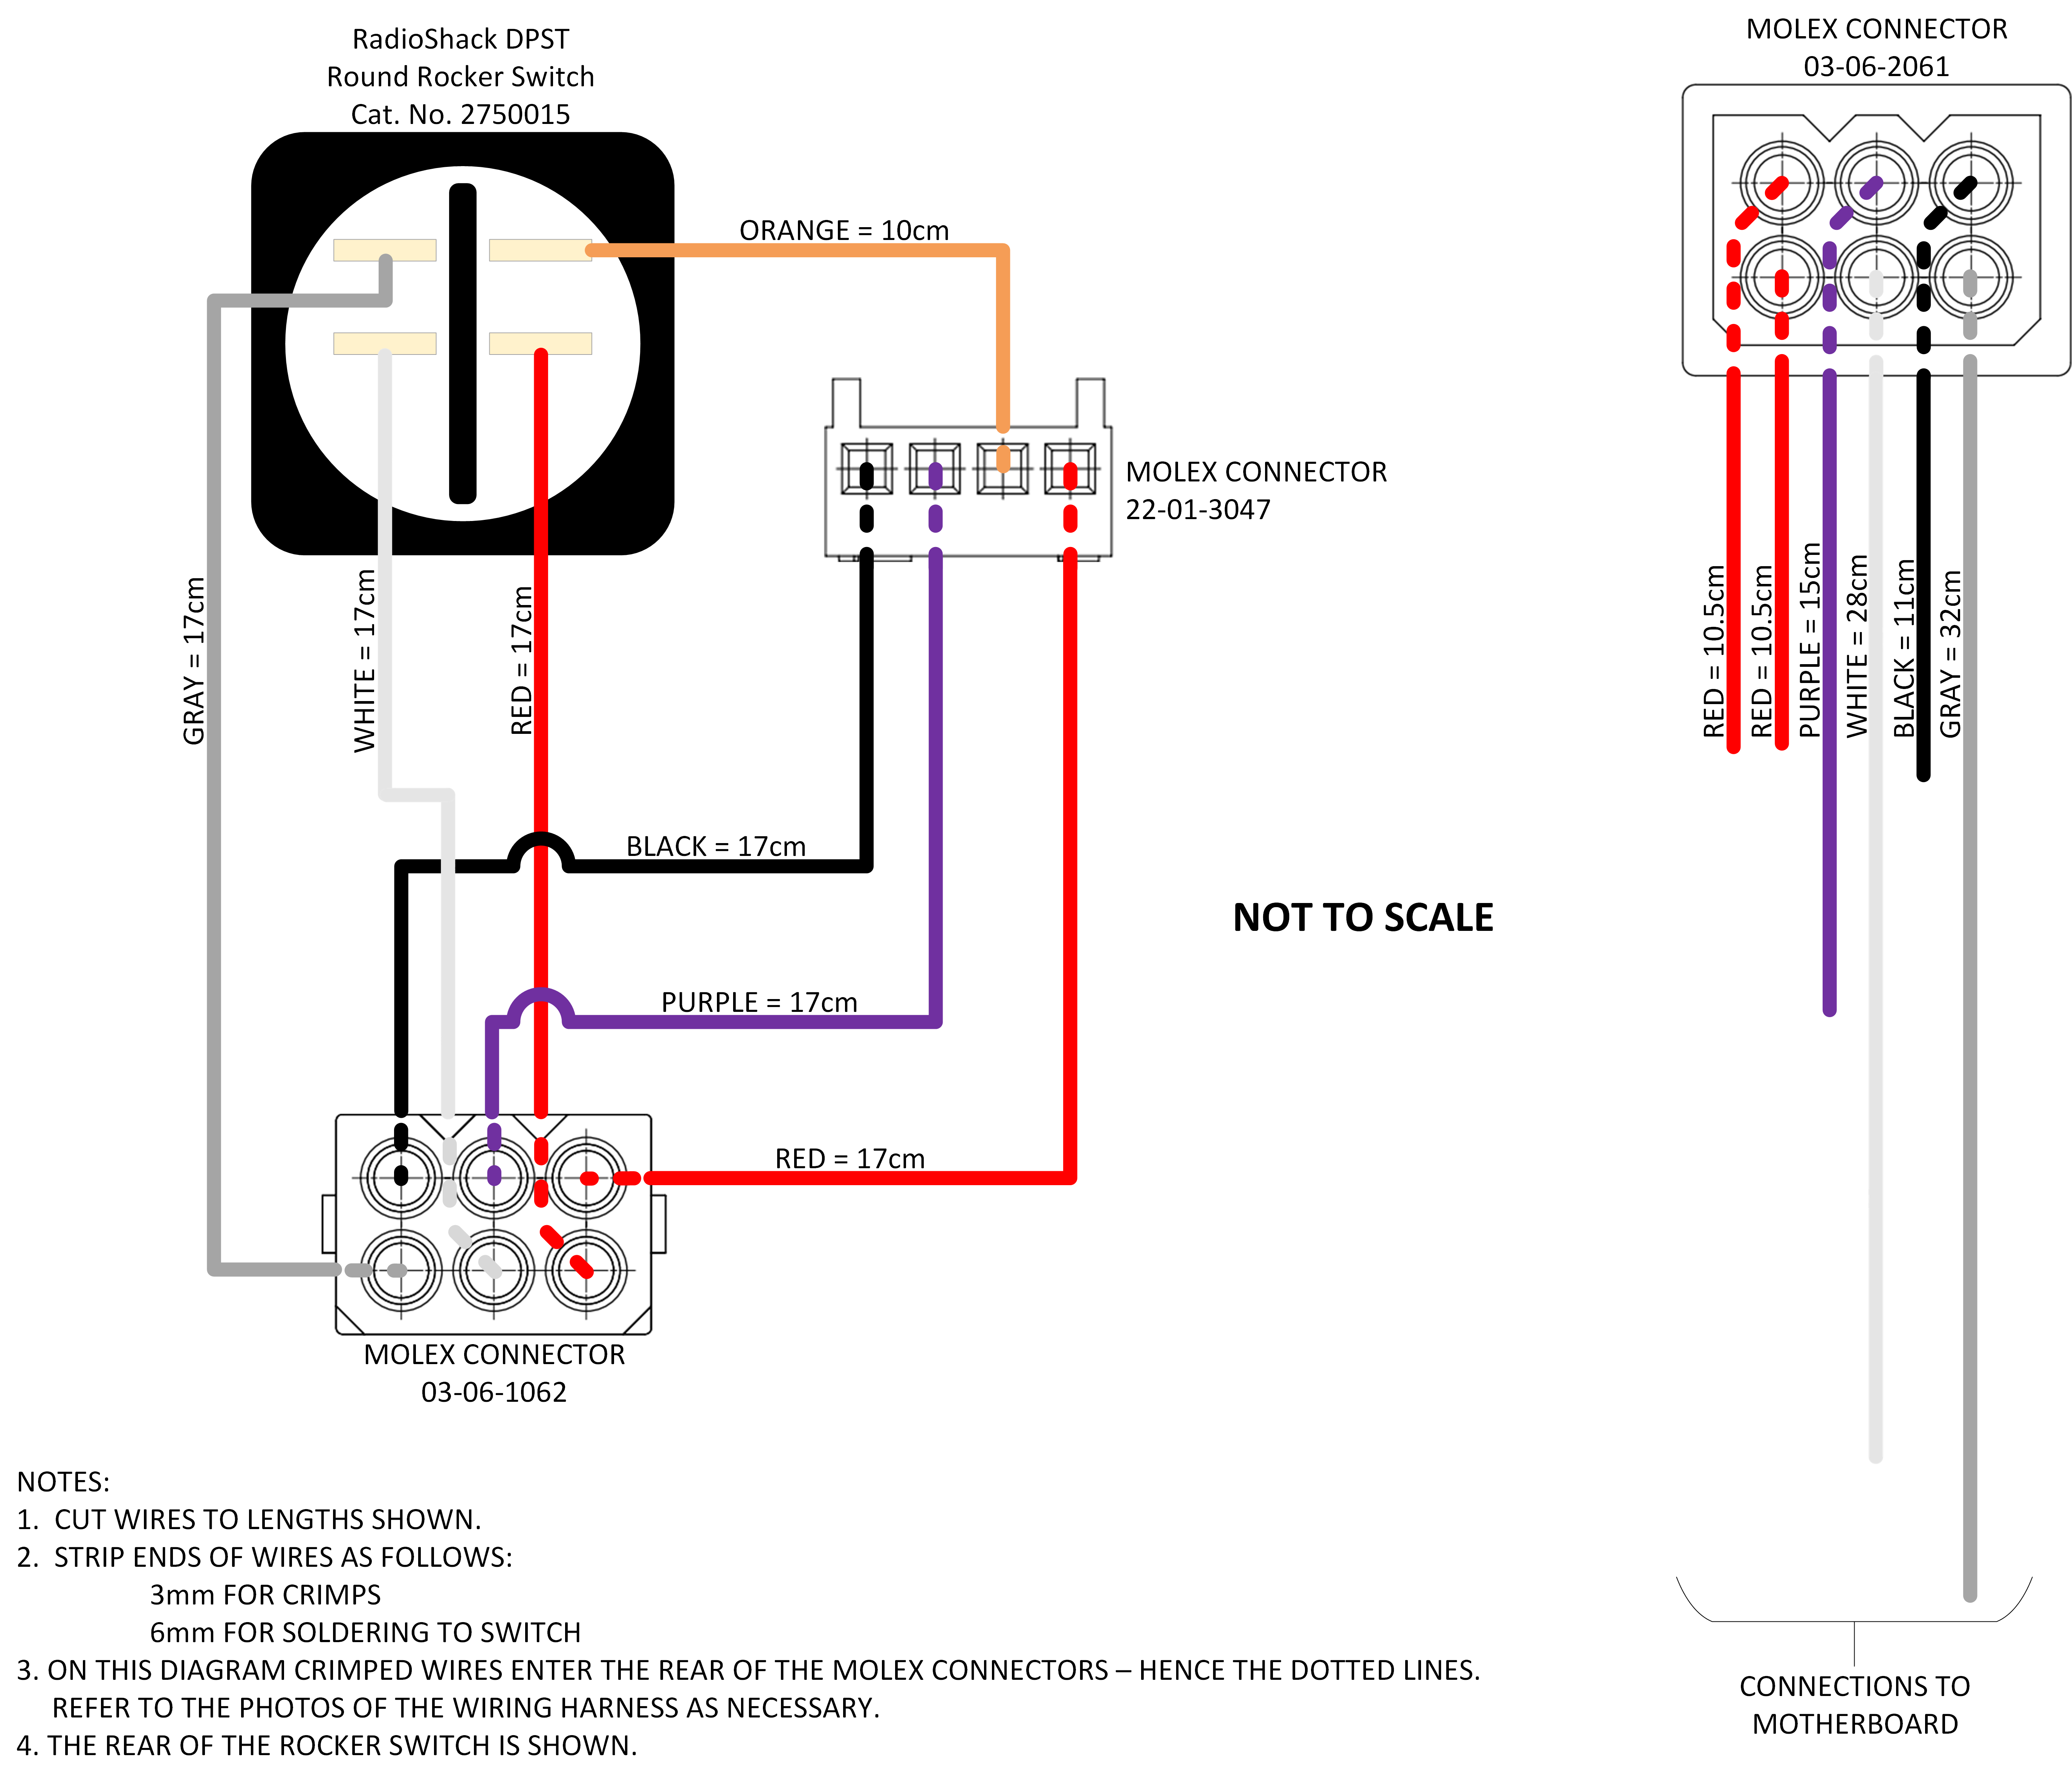 RadioShack DPST
Round Rocker Switch
Cat. No. 2750015
MOLEX CONNECTOR
03-06-2061
ORANGE = 10cm
MOLEX CONNECTOR
22-01-3047
GRAY = 17cm
WHITE = 17cm
RED = 17cm
RED = 10.5cm
RED = 10.5cm
PURPLE = 15cm
WHITE = 28cm
BLACK = 11cm
GRAY = 32cm
BLACK = 17cm
NOT TO SCALE
PURPLE = 17cm
RED = 17cm
MOLEX CONNECTOR
03-06-1062
NOTES:
1. CUT WIRES TO LENGTHS SHOWN.
2. STRIP ENDS OF WIRES AS FOLLOWS:
3mm FOR CRIMPS
6mm FOR SOLDERING TO SWITCH
3. ON THIS DIAGRAM CRIMPED WIRES ENTER THE REAR OF THE MOLEX CONNECTORS – HENCE THE DOTTED LINES.
REFER TO THE PHOTOS OF THE WIRING HARNESS AS NECESSARY.
4. THE REAR OF THE ROCKER SWITCH IS SHOWN.
CONNECTIONS TO
MOTHERBOARD